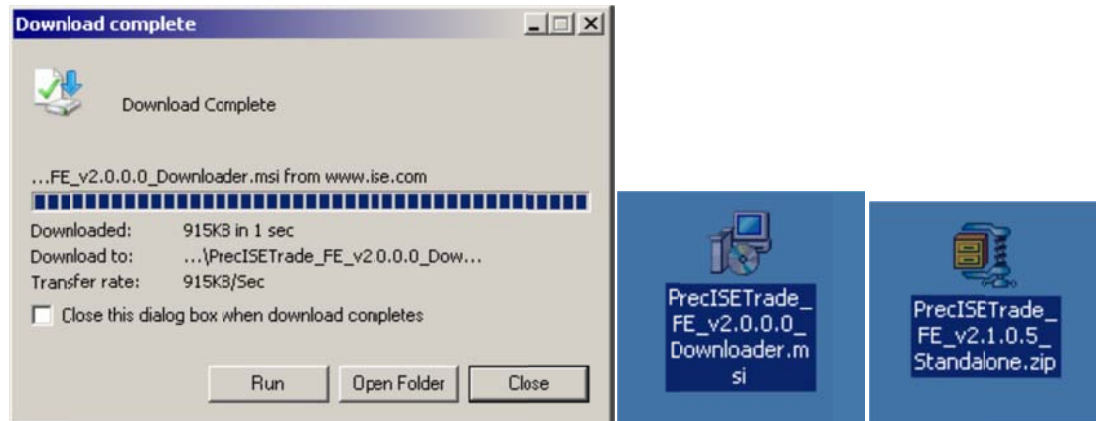 Download complete
Download Complete
...FE_v2.0.0.0_Downloader.msi from www.ise.com
Downloaded: 915KB in 1 sec
Download to: ...\PrecISETrade_FE_v2.0.0.0_Dow...
Transfer rate: 915KB/Sec
Close this dialog box when download completes
Run Open Folder Close
PrecISETrade_
FE_v2.0.0.0_
Downloader.m
si
PrecISETrade_
FE_v2.1.0.5_
Standalone.zip